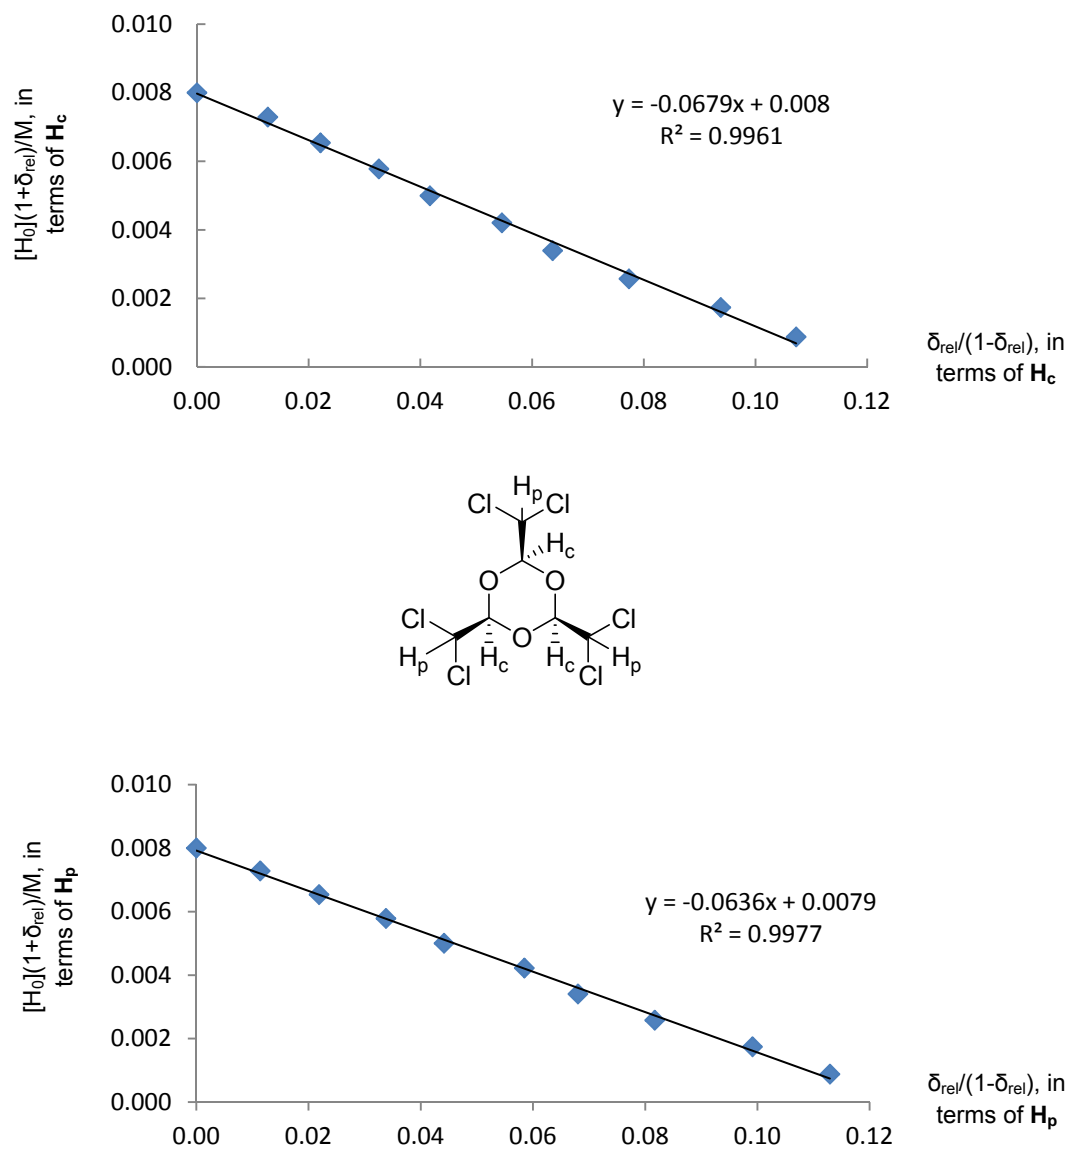 0.010
0.008
0.006
0.004
0.002
0.000
[H0](1+δrel)/M, in
terms of Hc
y = -0.0679x + 0.008
R² = 0.9961
0.00 0.02 0.04 0.06 0.08 0.10 0.12
δrel/(1-δrel), in
terms of Hc
Hp
Cl Cl
Hc
O O
Cl Cl
O
Hp Hc Hc Hp
Cl Cl
0.010
0.008
0.006
0.004
0.002
0.000
[H0](1+δrel)/M, in
terms of Hp
y = -0.0636x + 0.0079
R² = 0.9977
0.00 0.02 0.04 0.06 0.08 0.10 0.12
δrel/(1-δrel), in
terms of Hp